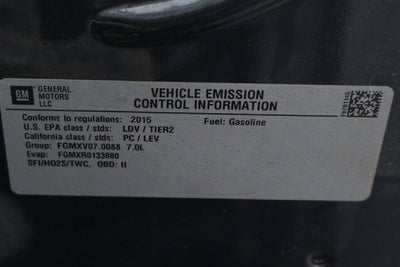 GM
GENERAL MOTORS LLC
VEHICLE EMISSION
CONTROL INFORMATION
Conforms to regulations: 2015 Fuel: Gasoline
U.S. EPA class / stds: LDV / TIER2
California class / stds: PC / LEV
Group: FGMXV07.0088 7.0L
Evap: FGMXR0133880
SFI/HO2S/TWC, OBD: II